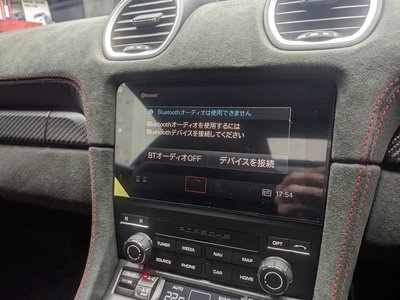 Bluetooth
Bluetoothオーディオは使用できません
Bluetoothオーディオを使用するには
Bluetoothデバイスを接続してください
BTオーディオOFF デバイスを接続
17:54
PORSCHE
TUNER MEDIA NAV MAP OPT
SOURCE PHONE CAR HOME
AUTO